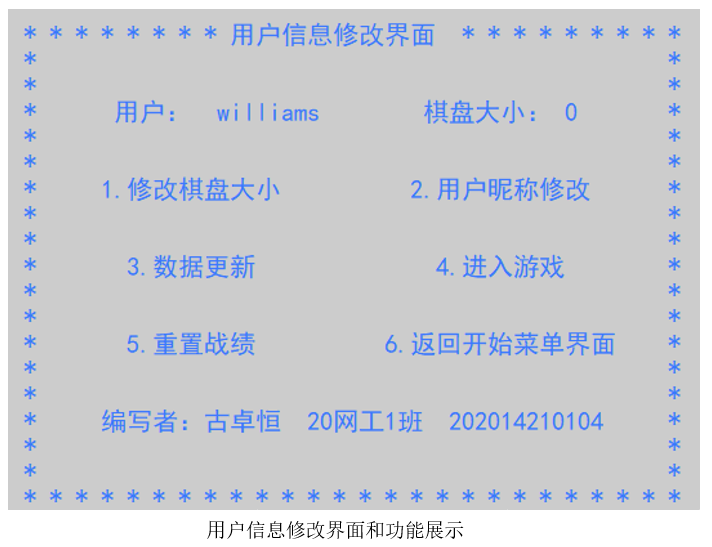 * * * * * * * * 用户信息修改界面 * * * * * * * * *
* *
* *
* 用户： williams 棋盘大小： 0 *
* *
* *
* 1.修改棋盘大小 2.用户昵称修改 *
* *
* *
* 3.数据更新 4.进入游戏 *
* *
* *
* 5.重置战绩 6.返回开始菜单界面 *
* *
* *
* 编写者：古卓恒 20网工1班 202014210104 *
* *
* *
* * * * * * * * * * * * * * * * * * * * * * * * * *
用户信息修改界面和功能展示